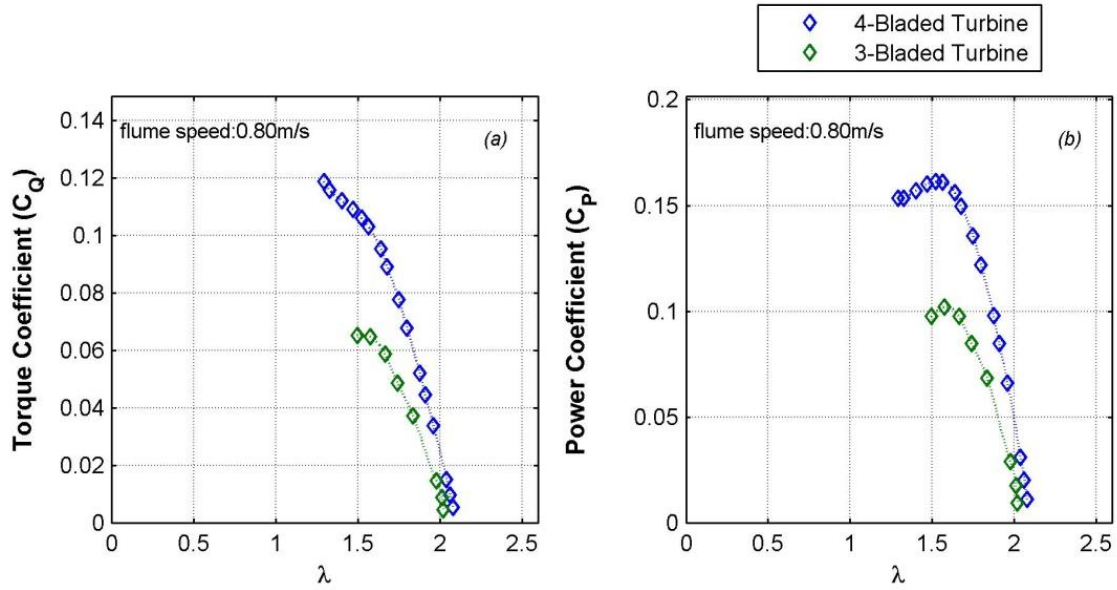 4-Bladed Turbine
3-Bladed Turbine
Torque Coefficient (C_Q)
0.14
0.12
0.1
0.08
0.06
0.04
0.02
0
flume speed:0.80m/s
(a)
0 0.5 1 1.5 2 2.5
λ
Power Coefficient (C_P)
0.2
0.15
0.1
0.05
0
flume speed:0.80m/s
(b)
0 0.5 1 1.5 2 2.5
λ